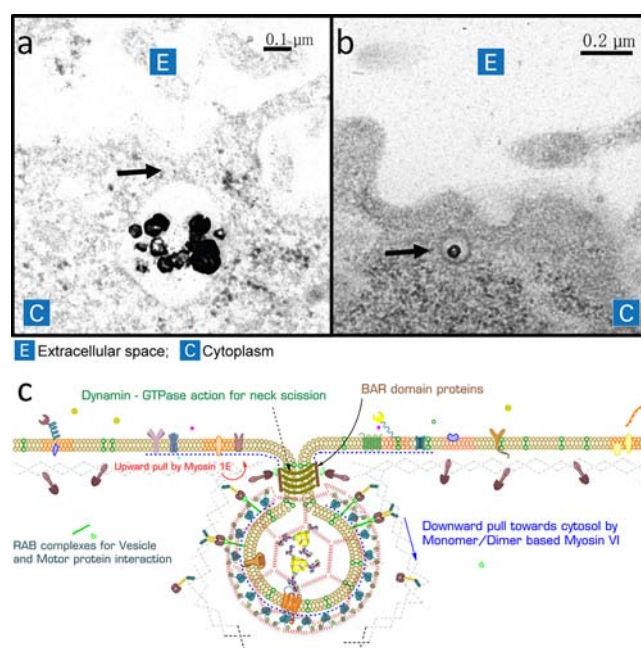 a
E
0.1 µm
C
b
E
0.2 µm
C
E Extracellular space; C Cytoplasm
c
Dynamin - GTPase action for neck scission
BAR domain proteins
Upward pull by Myosin 1E
RAB complexes for Vesicle
and Motor protein interaction
Downward pull towards cytosol by
Monomer/Dimer based Myosin VI